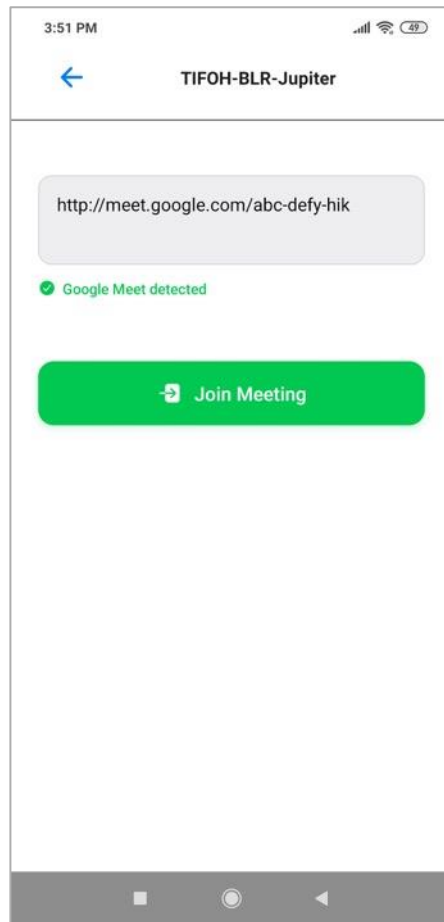 3:51 PM 49
TIFOH-BLR-Jupiter
http://meet.google.com/abc-defy-hik
Google Meet detected
Join Meeting